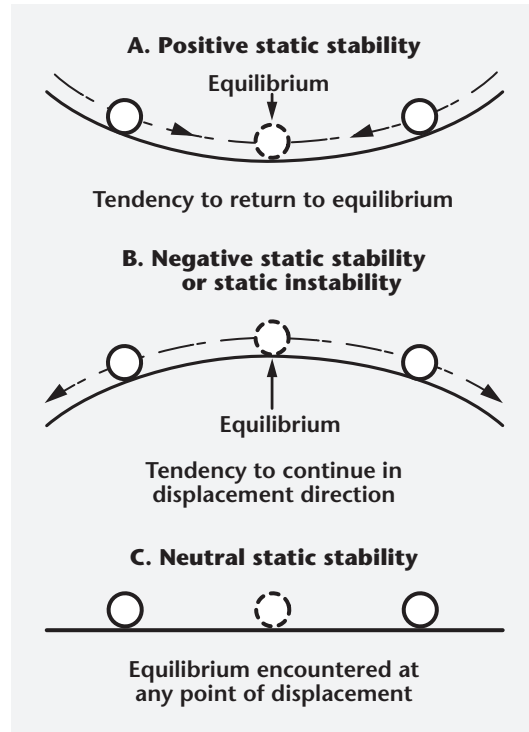 A. Positive static stability
Equilibrium
Tendency to return to equilibrium
B. Negative static stability
or static instability
Equilibrium
Tendency to continue in
displacement direction
C. Neutral static stability
Equilibrium encountered at
any point of displacement